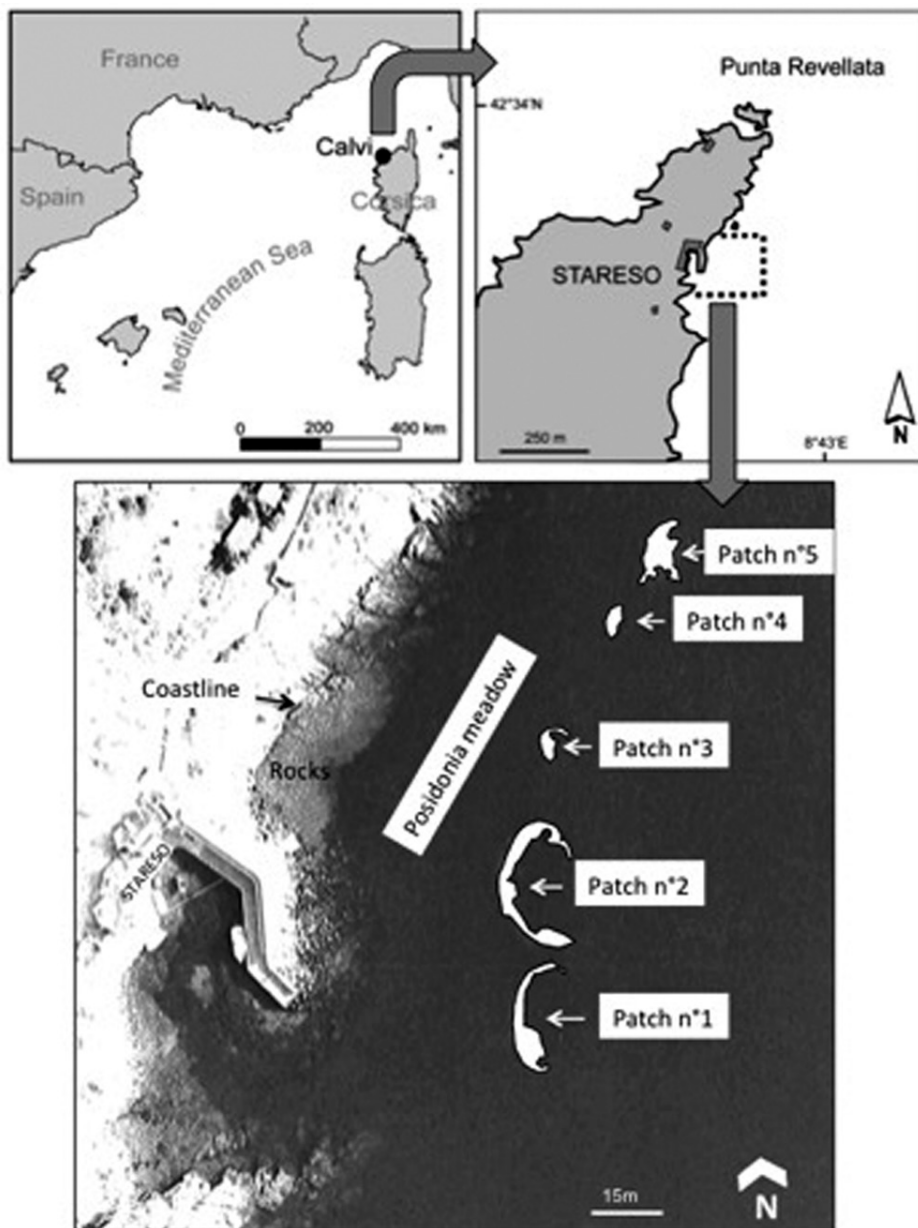 France
Calvi
Corsica
Spain
Mediterranean Sea
0 200 400 km
Punta Revellata
42°34'N
STARESO
250 m
8°43'E
N
Patch n°5
Patch n°4
Coastline
Posidonia meadow
Patch n°3
Rocks
STARESO
Patch n°2
Patch n°1
15m
N